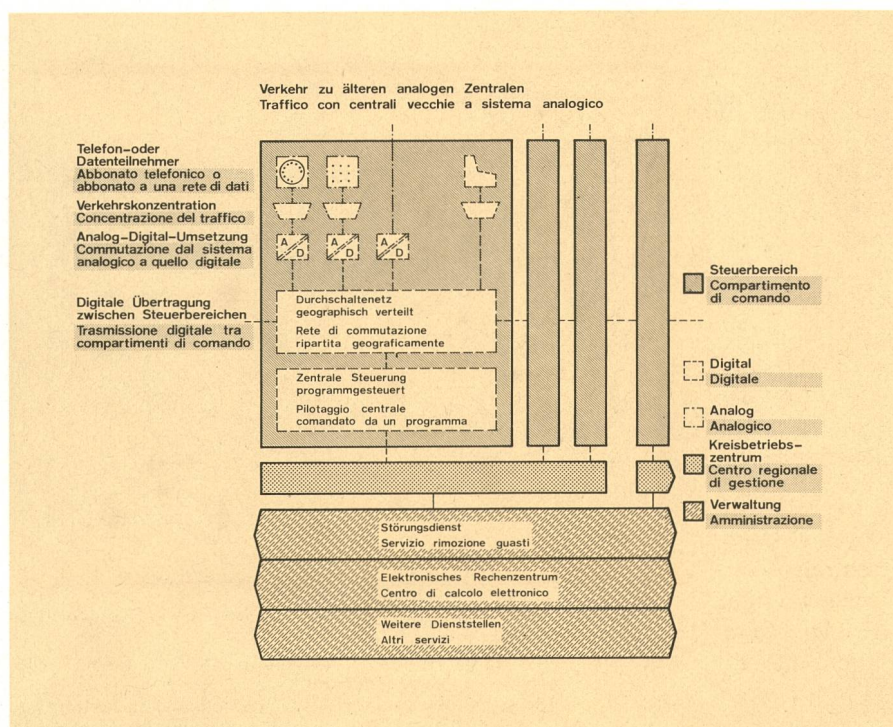 Verkehr zu älteren analogen Zentralen
Traffico con centrali vecchie a sistema analogico
Telefon-oder
Datenteilnehmer
Abbonato telefonico o
abbonato a una rete di dati
Verkehrskonzentration
Concentrazione del traffico
Analog-Digital-Umsetzung
Commutazione dal sistema
analogico a quello digitale
A
D
A
D
A
D
Digitale Übertragung
zwischen Steuerbereichen
Trasmissione digitale tra
compartimenti di comando
Durchschaltenetz
geographisch verteilt
Rete di commutazione
ripartita geograficamente
Zentrale Steuerung
programmgesteuert
Pilotaggio centrale
comandato da un programma
Steuerbereich
Compartimento
di comando
Digital
Digitale
Analog
Analogico
Kreisbetriebs-
zentrum
Centro regionale
di gestione
Verwaltung
Amministrazione
Störungsdienst
Servizio rimozione guasti
Elektronisches Rechenzentrum
Centro di calcolo elettronico
Weitere Dienststellen
Altri servizi